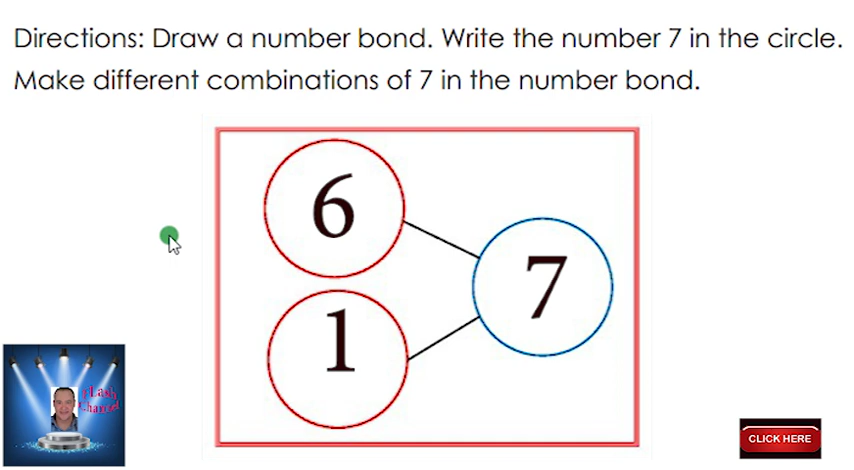 Directions: Draw a number bond. Write the number 7 in the circle.
Make different combinations of 7 in the number bond.
6
7
1
Channel
CLICK HERE